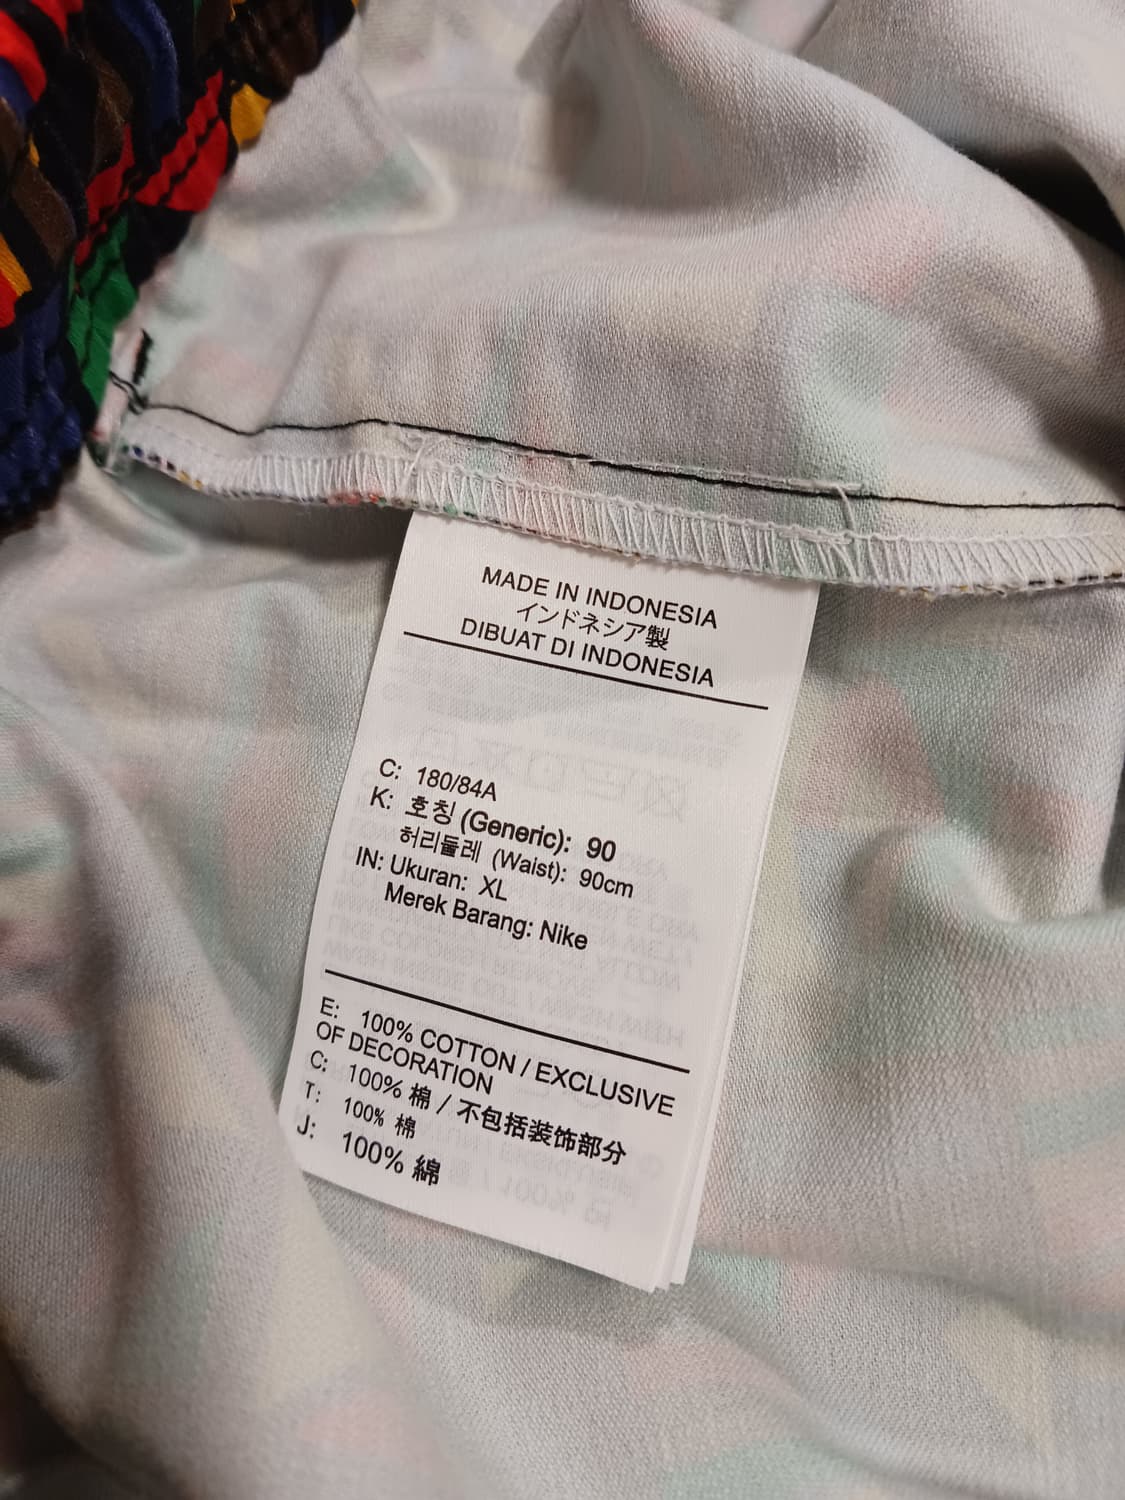 MADE IN INDONESIA
インドネシア製
DIBUAT DI INDONESIA
C: 180/84A
K: 호칭 (Generic): 90
허리둘레 (Waist): 90cm
IN: Ukuran: XL
Merek Barang: Nike
E: 100% COTTON / EXCLUSIVE
OF DECORATION
C: 100% 棉 / 不包括装饰部分
T: 100% 棉
J: 100% 綿